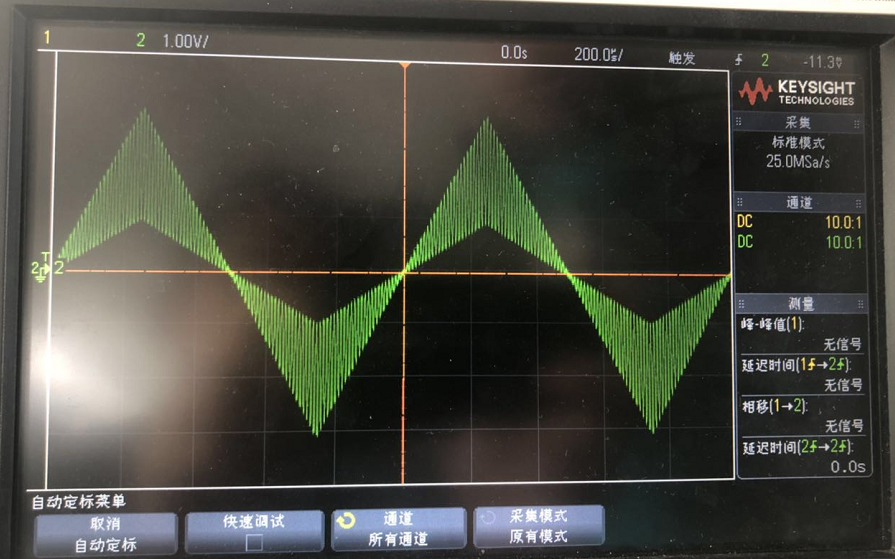 1 2 1.00V/ 0.0s 200.0㎲/ 触发 2 -11.3V
KEYSIGHT
TECHNOLOGIES
采集
标准模式
25.0MSa/s
通道
DC 10.0:1
DC 10.0:1
测量
峰-峰值(1):
无信号
延迟时间(1→2):
无信号
相移(1→2):
无信号
延迟时间(2→2):
0.0s
T
2 2
自动定标菜单
取消
自动定标
快速调试
通道
所有通道
采集模式
原有模式